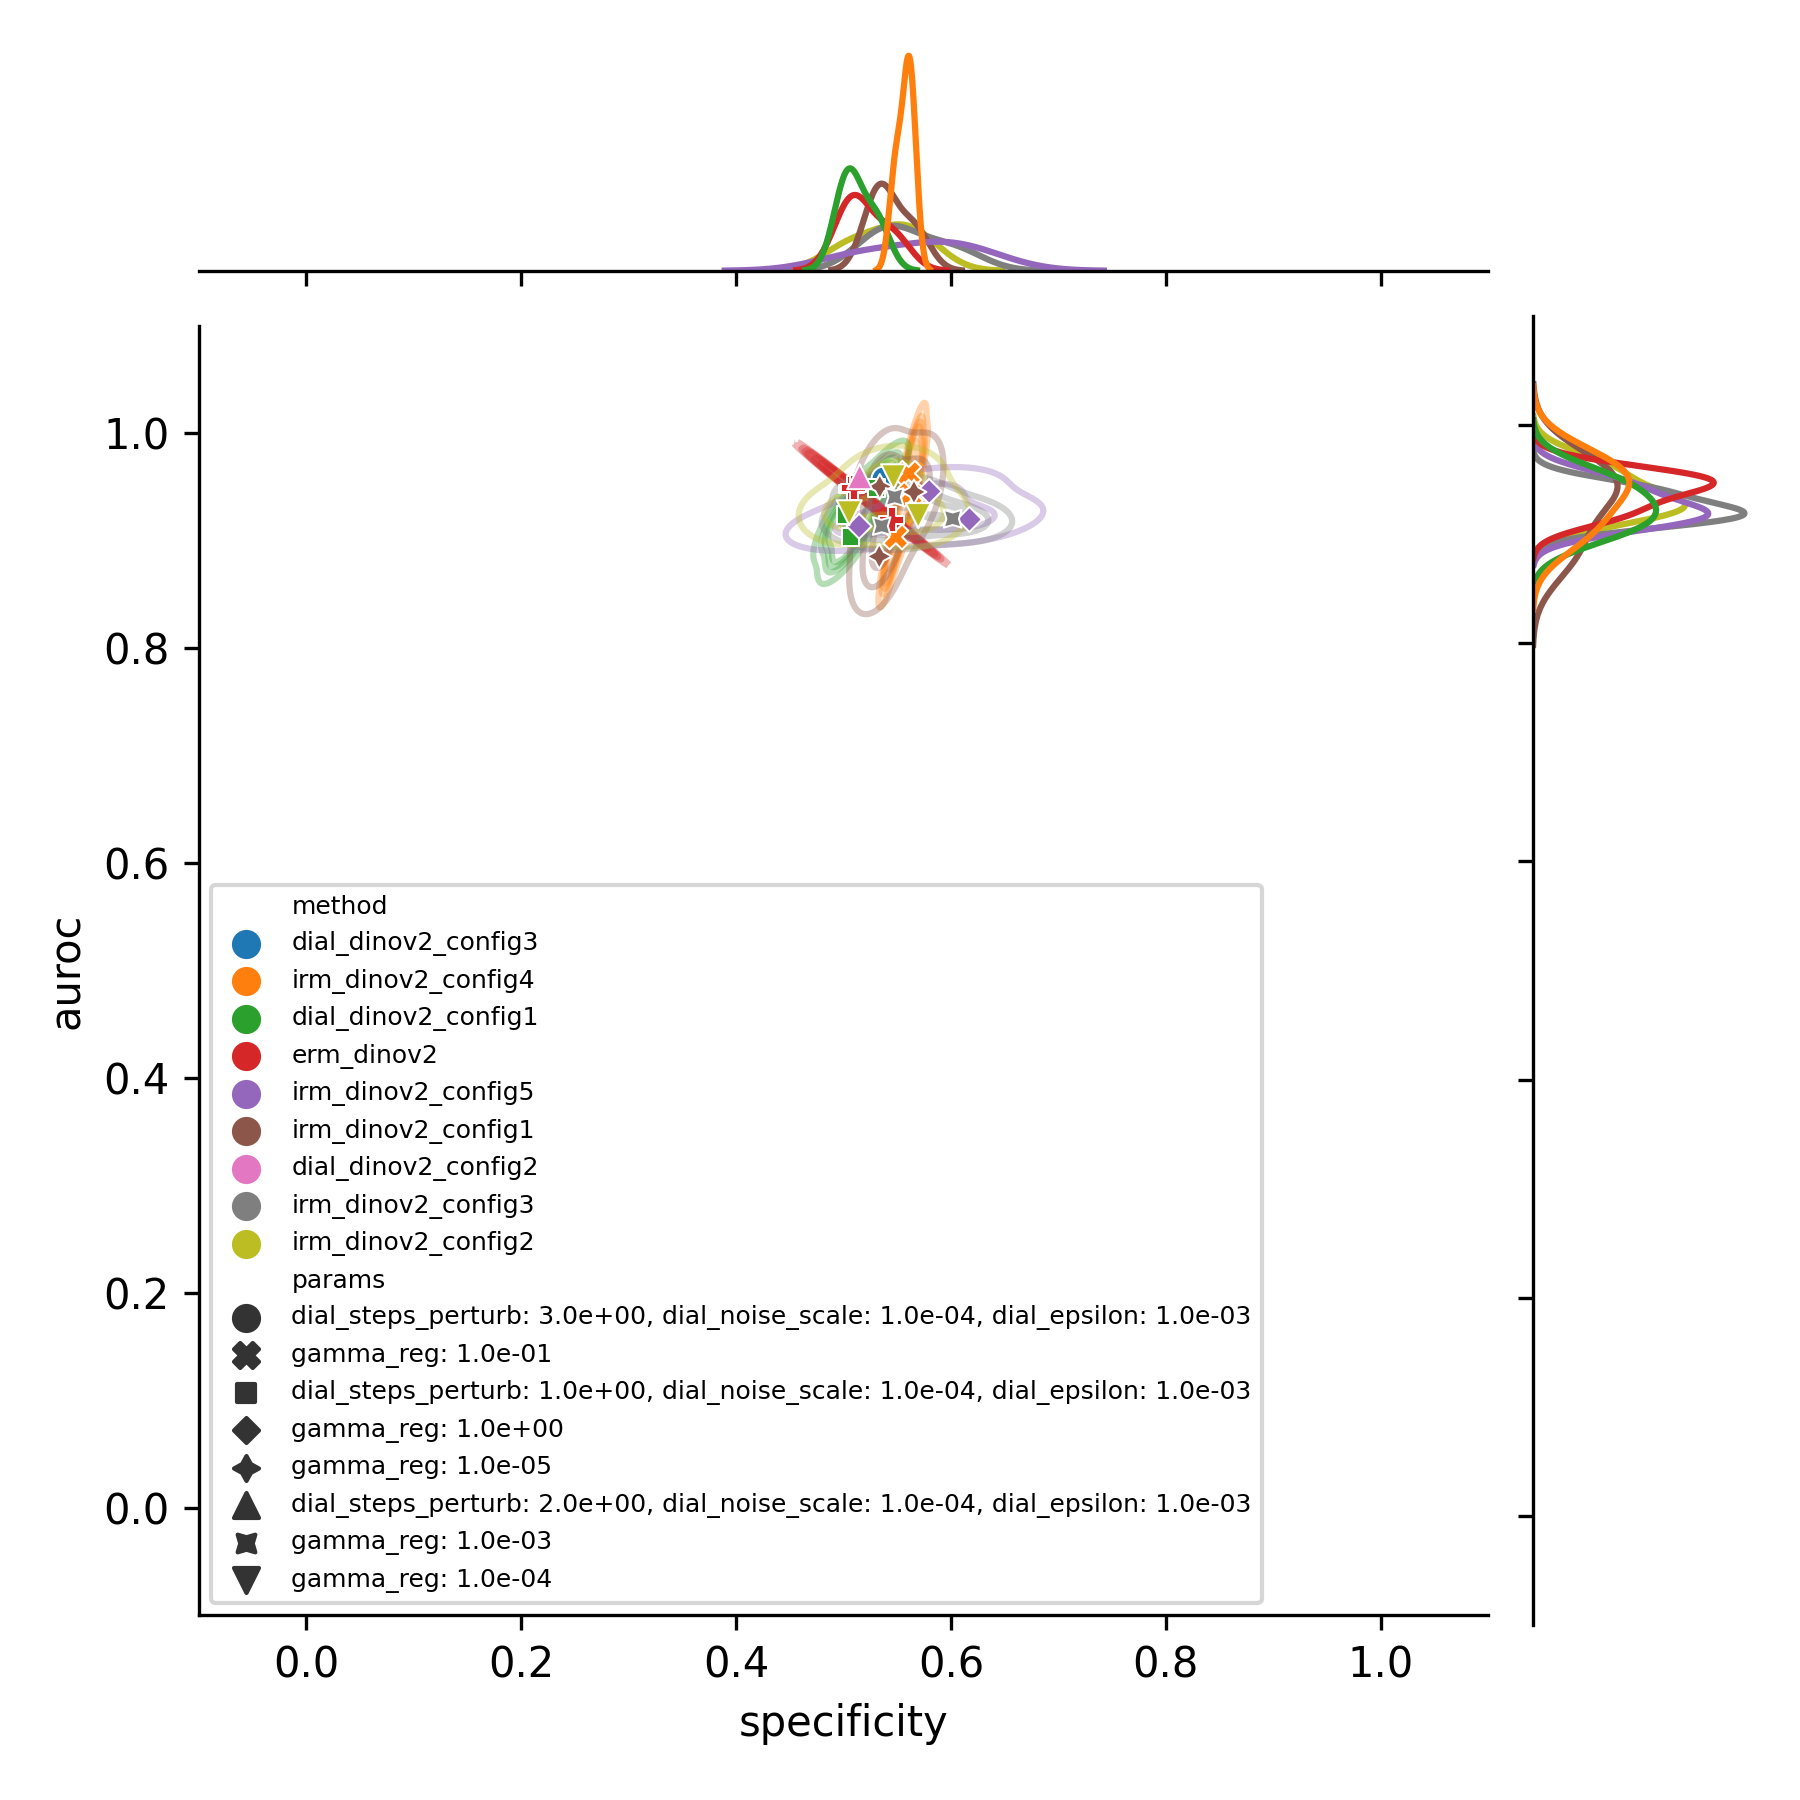 1.0
0.8
0.6
0.4
0.2
0.0
auroc
method
dial_dinov2_config3
irm_dinov2_config4
dial_dinov2_config1
erm_dinov2
irm_dinov2_config5
irm_dinov2_config1
dial_dinov2_config2
irm_dinov2_config3
irm_dinov2_config2
params
dial_steps_perturb: 3.0e+00, dial_noise_scale: 1.0e-04, dial_epsilon: 1.0e-03
gamma_reg: 1.0e-01
dial_steps_perturb: 1.0e+00, dial_noise_scale: 1.0e-04, dial_epsilon: 1.0e-03
gamma_reg: 1.0e+00
gamma_reg: 1.0e-05
dial_steps_perturb: 2.0e+00, dial_noise_scale: 1.0e-04, dial_epsilon: 1.0e-03
gamma_reg: 1.0e-03
gamma_reg: 1.0e-04
0.0 0.2 0.4 0.6 0.8 1.0
specificity